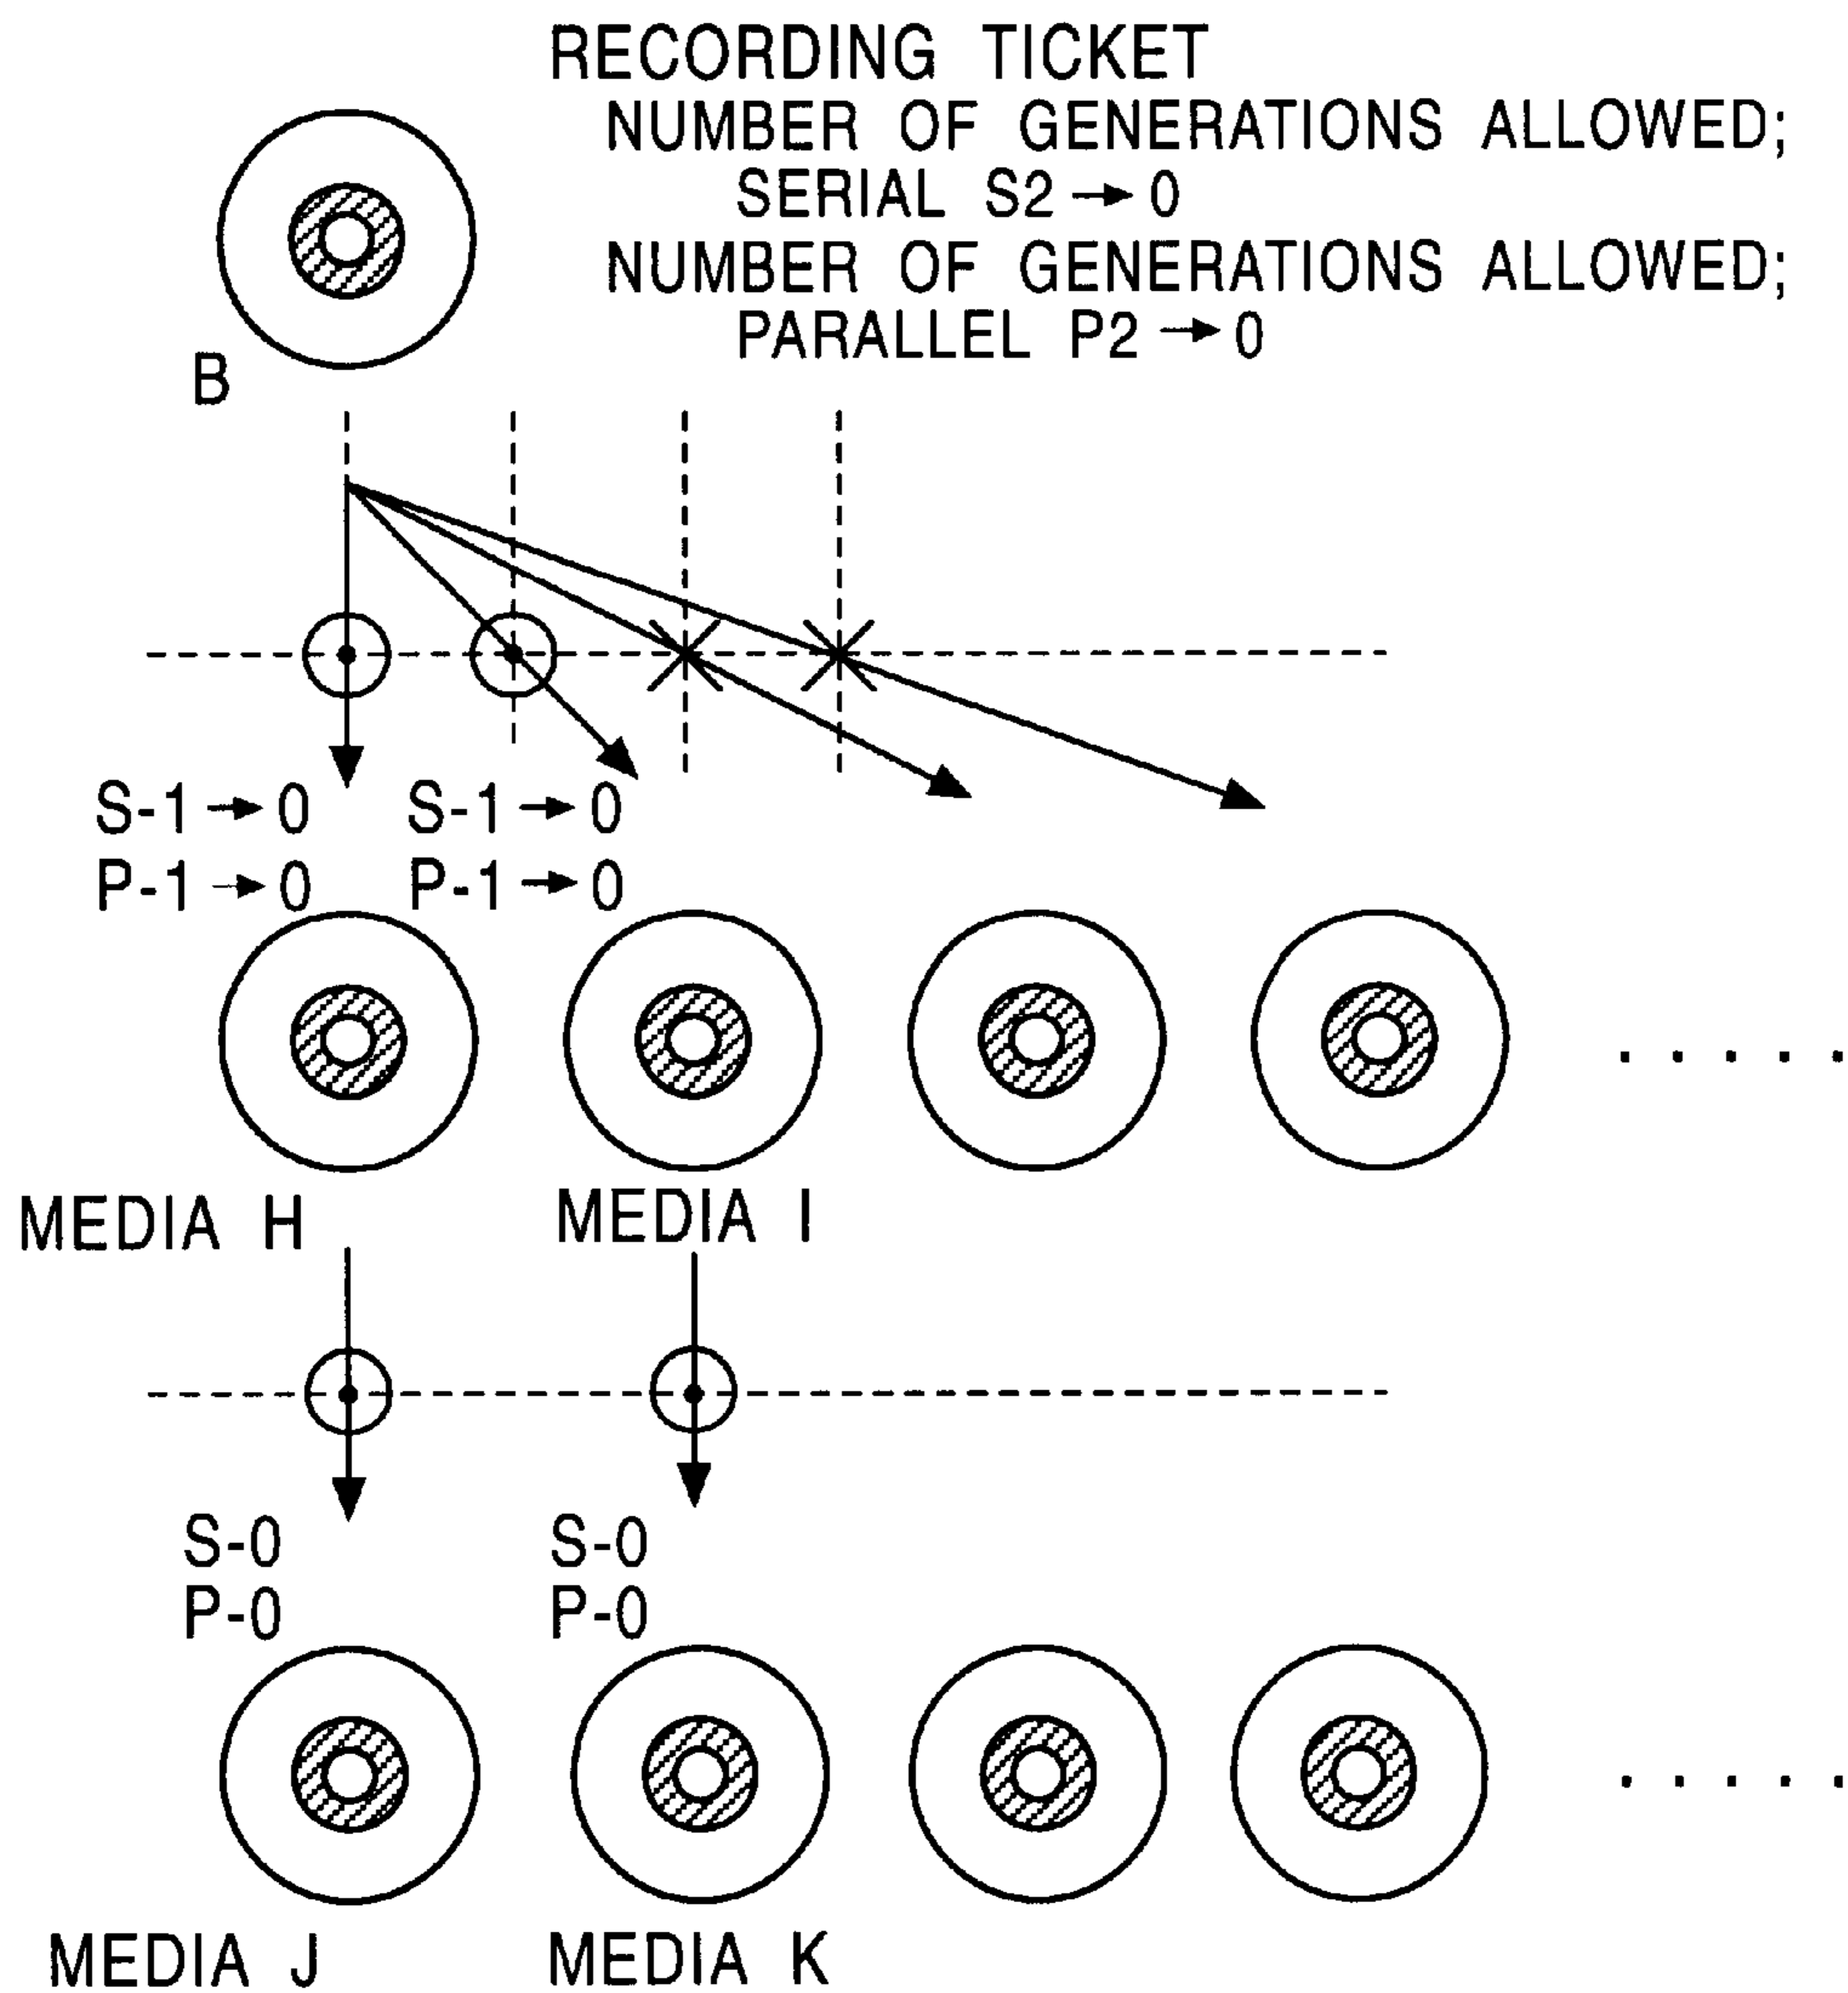 RECORDING TICKET
NUMBER OF GENERATIONS ALLOWED;
SERIAL S2→0
NUMBER OF GENERATIONS ALLOWED;
PARALLEL P2→0
B
S-1→0 S-1→0
P-1→0 P-1→0
MEDIA H MEDIA I
S-0 S-0
P-0 P-0
MEDIA J MEDIA K